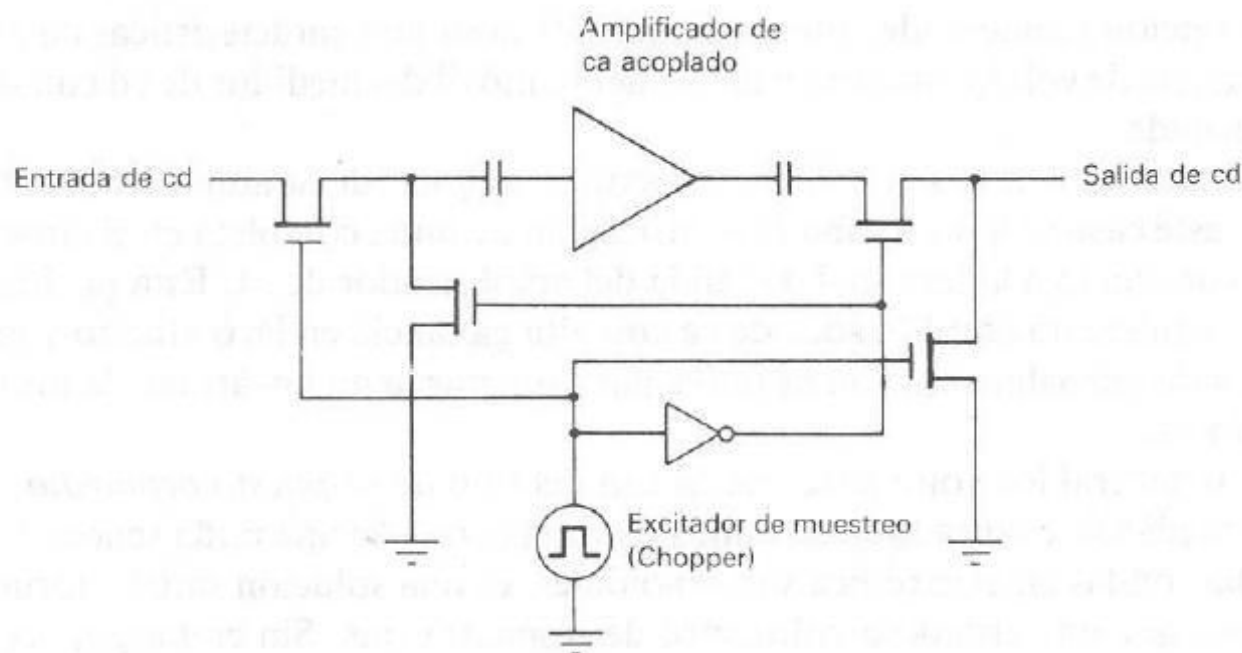 Amplificador de
ca acoplado
Entrada de cd
Salida de cd
Excitador de muestreo
(Chopper)